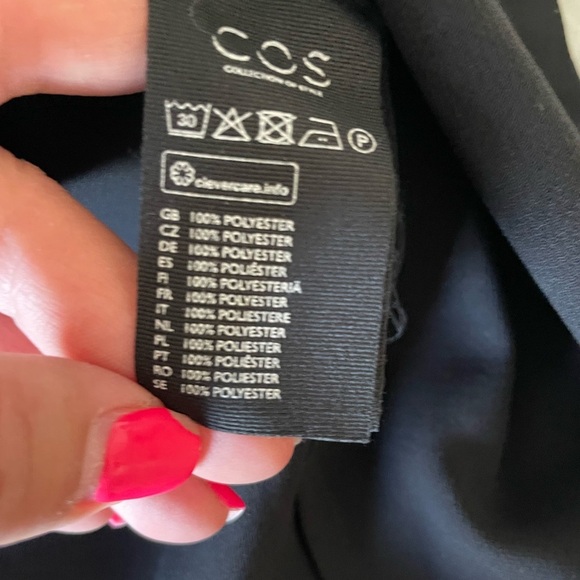 COS
COLLECTION OF STYLE
30 P
clevercare.info
GB 100% POLYESTER
CZ 100% POLYESTER
DE 100% POLYESTER
ES 100% POLIÉSTER
FI 100% POLYESTERIÄ
FR 100% POLYESTER
IT 100% POLIESTERE
NL 100% POLYESTER
PL 100% POLYESTER
PT 100% POLIÉSTER
RO 100% POLIESTER
SE 100% POLYESTER